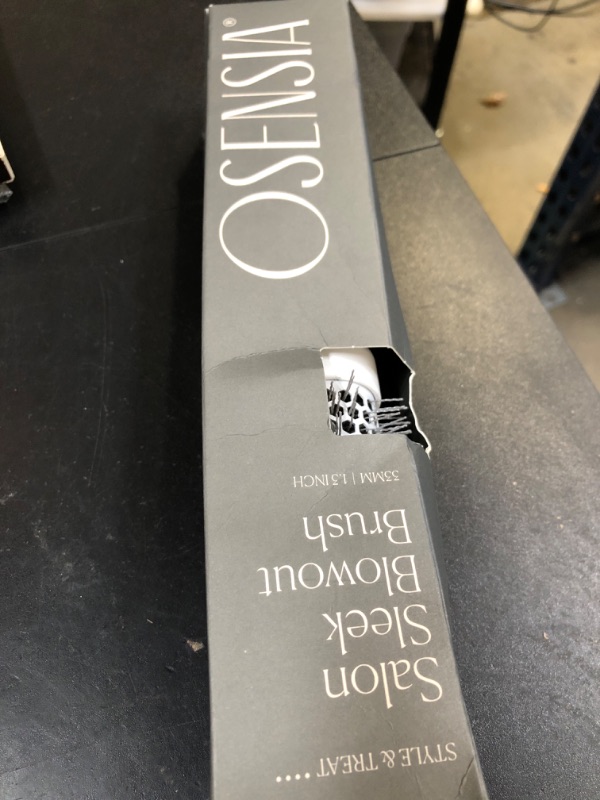 OSENSIA®
STYLE & TREAT ••••
Salon
Sleek
Blowout
Brush
33MM | 1.3 INCH